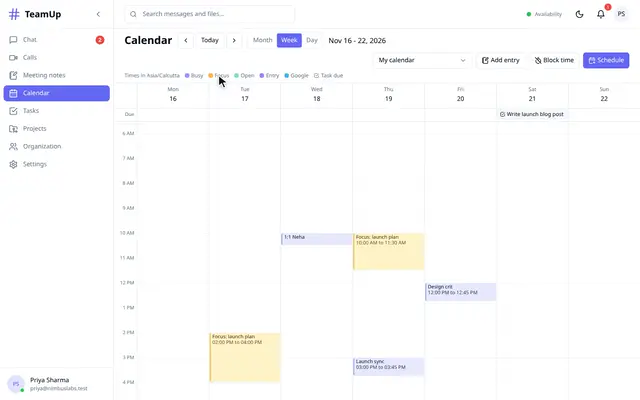 TeamUp
Search messages and files...
Availability
1
PS
Chat
2
Calls
Meeting notes
Calendar
Tasks
Projects
Organization
Settings
Calendar
Today
Month
Week
Day
Nov 16 - 22, 2026
My calendar
Add entry
Block time
Schedule
Times in Asia/Calcutta
Busy
Focus
Open
Entry
Google
Task due
Mon
16
Tue
17
Wed
18
Thu
19
Fri
20
Sat
21
Sun
22
Due
Write launch blog post
6 AM
7 AM
8 AM
9 AM
10 AM
1:1 Neha
Focus: launch plan
10:00 AM to 11:30 AM
11 AM
12 PM
Design crit
12:00 PM to 12:45 PM
1 PM
2 PM
Focus: launch plan
02:00 PM to 04:00 PM
3 PM
Launch sync
03:00 PM to 03:45 PM
4 PM
PS
Priya Sharma
priya@nimbuslabs.test